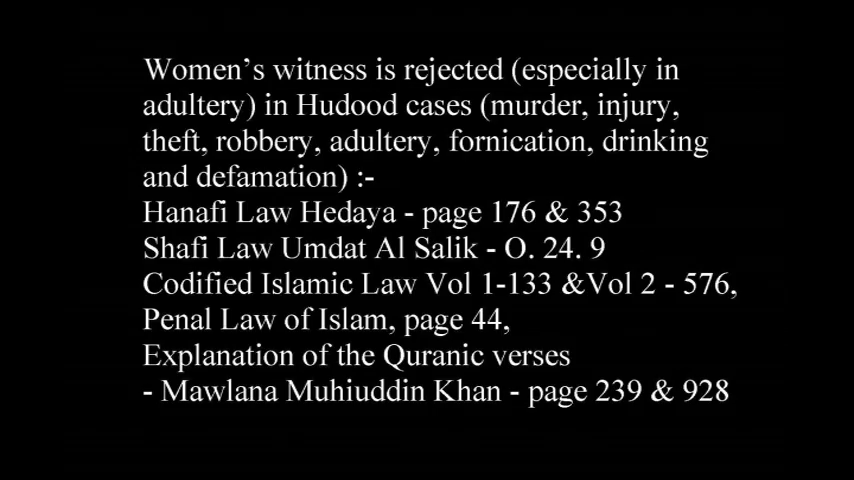 Women's witness is rejected (especially in
adultery) in Hudood cases (murder, injury,
theft, robbery, adultery, fornication, drinking
and defamation) :-
Hanafi Law Hedaya - page 176 & 353
Shafi Law Umdat Al Salik - O. 24. 9
Codified Islamic Law Vol 1-133 &Vol 2 - 576,
Penal Law of Islam, page 44,
Explanation of the Quranic verses
- Mawlana Muhiuddin Khan - page 239 & 928